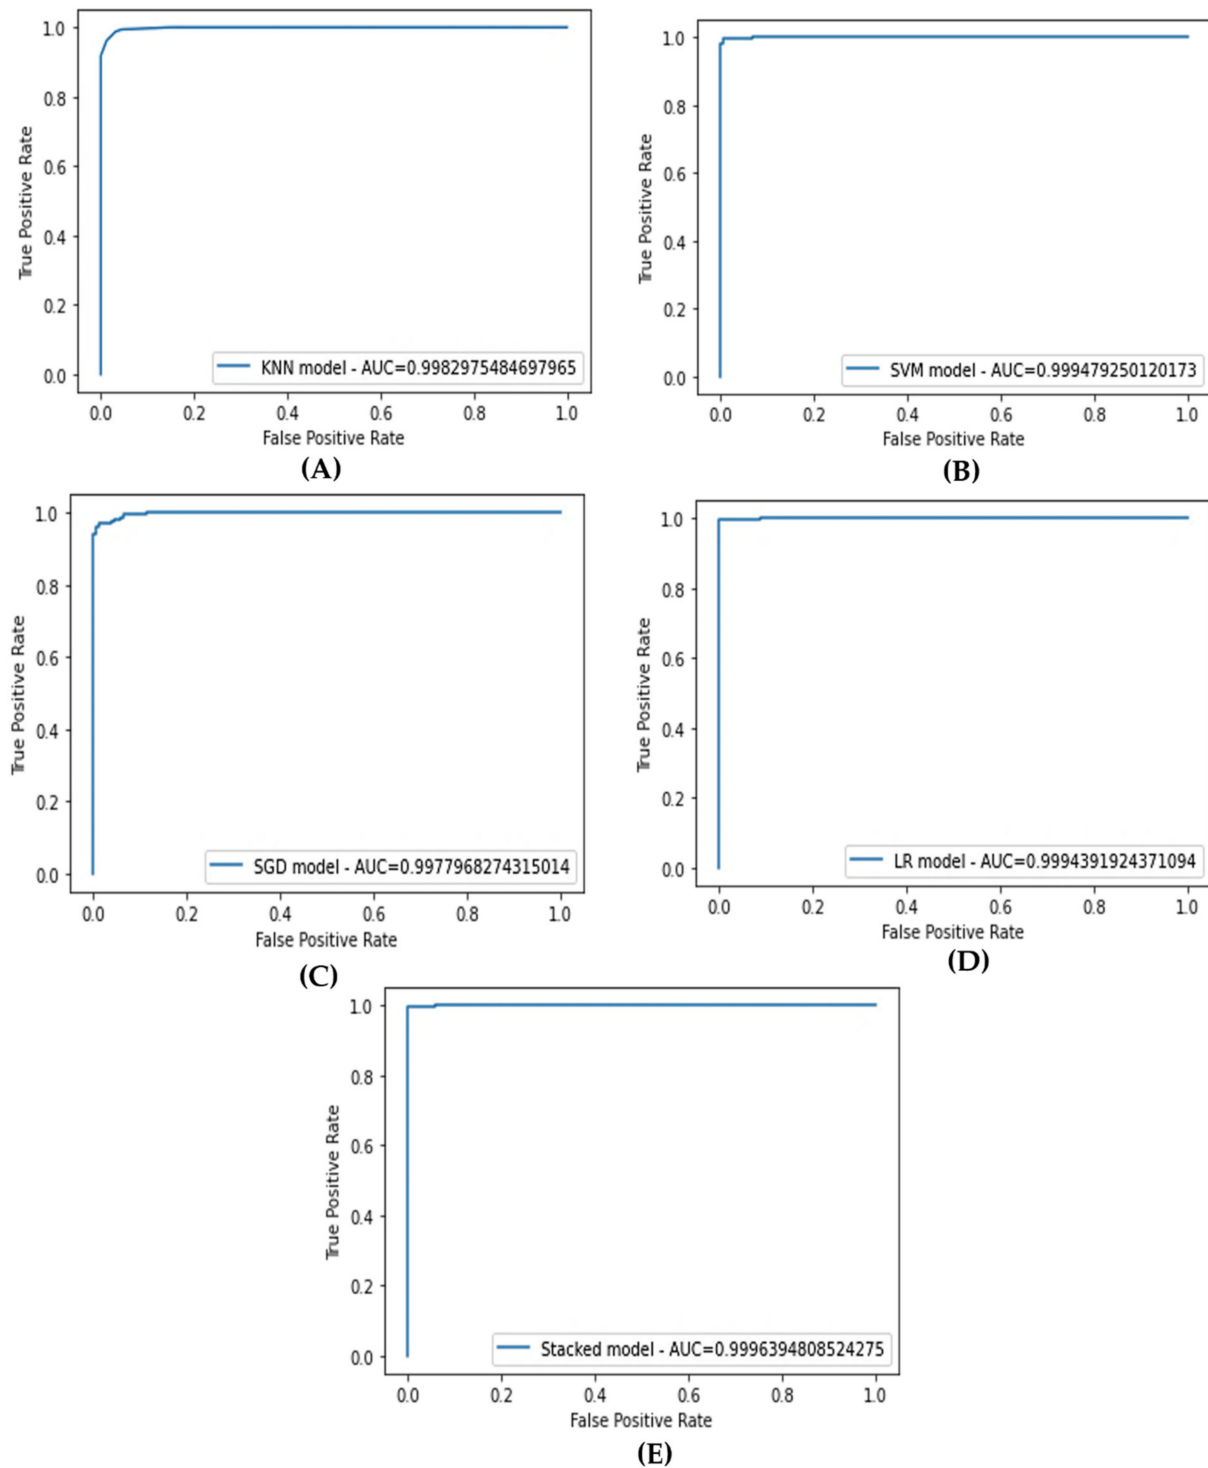 1.0
0.8
0.6
0.4
0.2
0.0
True Positive Rate
KNN model - AUC=0.9982975484697965
0.0 0.2 0.4 0.6 0.8 1.0
False Positive Rate
(A)
1.0
0.8
0.6
0.4
0.2
0.0
True Positive Rate
SVM model - AUC=0.999479250120173
0.0 0.2 0.4 0.6 0.8 1.0
False Positive Rate
(B)
1.0
0.8
0.6
0.4
0.2
0.0
True Positive Rate
SGD model - AUC=0.9977968274315014
0.0 0.2 0.4 0.6 0.8 1.0
False Positive Rate
(C)
1.0
0.8
0.6
0.4
0.2
0.0
True Positive Rate
LR model - AUC=0.9994391924371094
0.0 0.2 0.4 0.6 0.8 1.0
False Positive Rate
(D)
1.0
0.8
0.6
0.4
0.2
0.0
True Positive Rate
Stacked model - AUC=0.9996394808524275
0.0 0.2 0.4 0.6 0.8 1.0
False Positive Rate
(E)